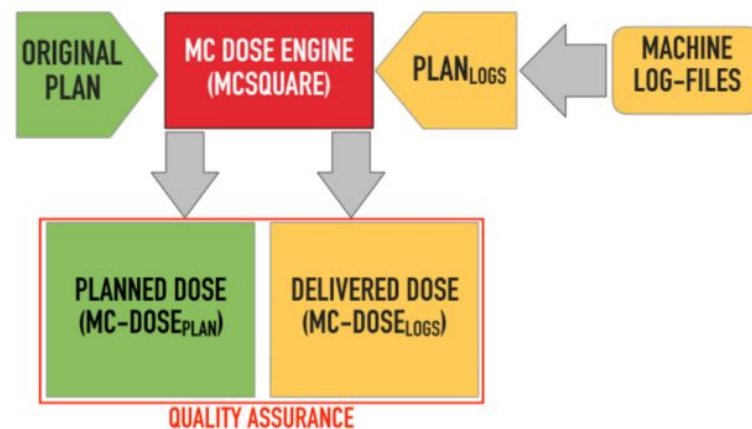 ORIGINAL
PLAN
MC DOSE ENGINE
(MCSQUARE)
PLANLOGS
MACHINE
LOG-FILES
PLANNED DOSE
(MC-DOSEPLAN)
DELIVERED DOSE
(MC-DOSELOGS)
QUALITY ASSURANCE